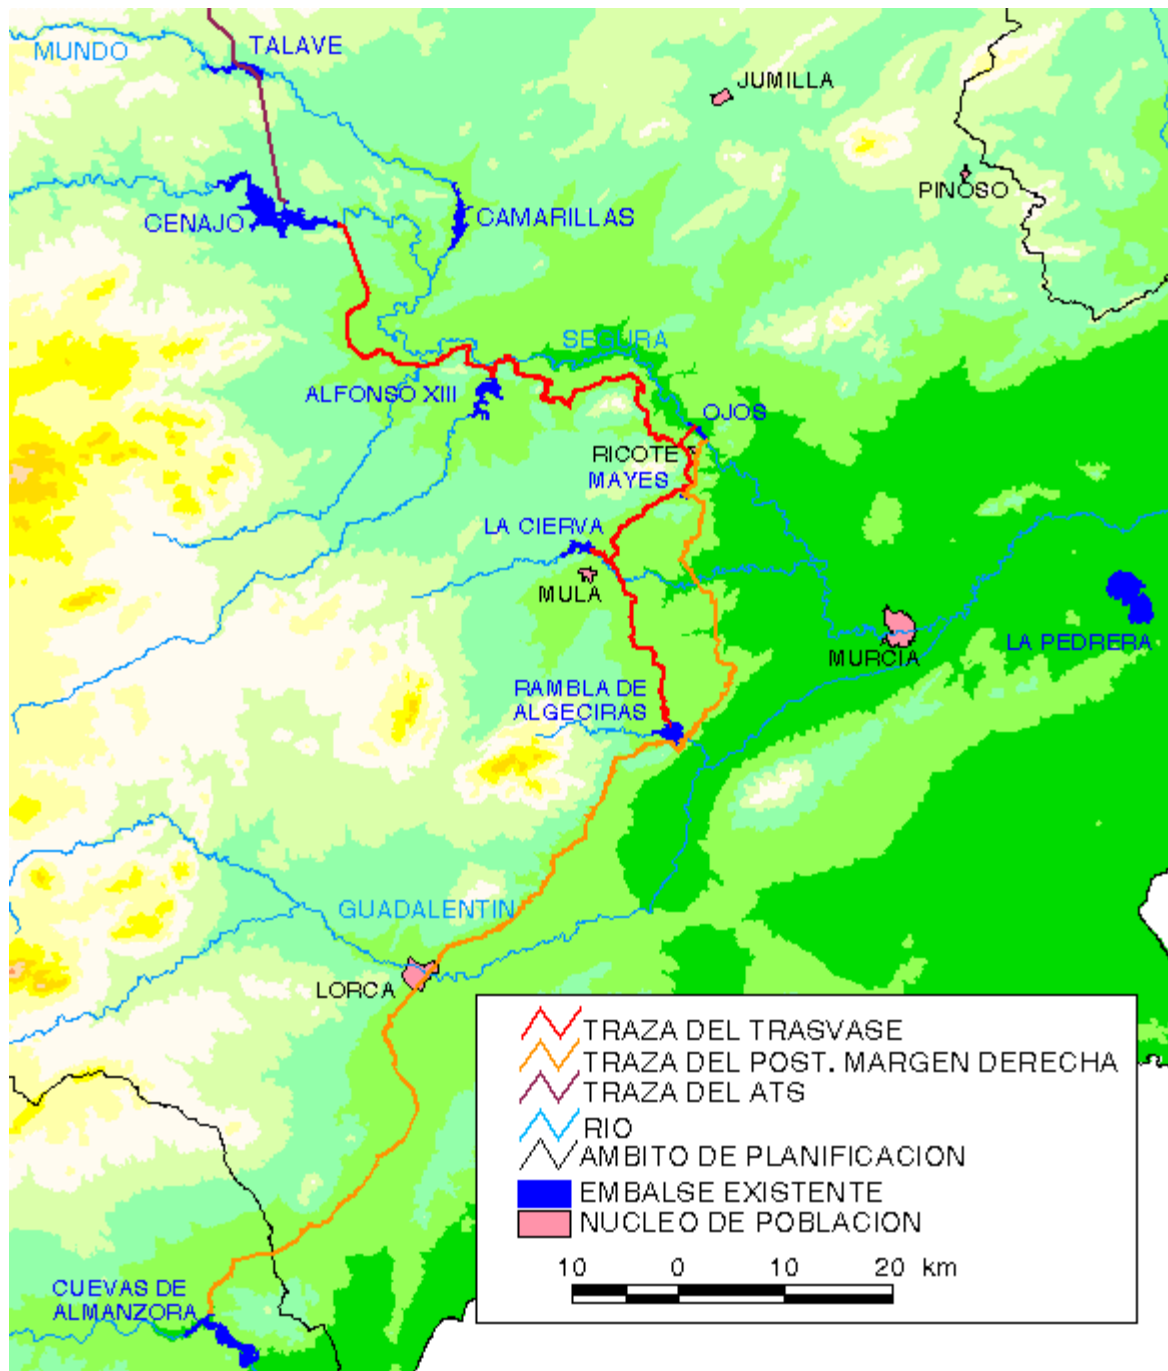 TALAVE
MUNDO
JUMILLA
PINOSO
CENAJO
CAMARILLAS
SEGURA
ALFONSO XIII
OJOS
RICOTE
MAYES
LA CIERVA
MULA
MURCIA
LA PEDRERA
RAMBLA DE
ALGECIRAS
GUADALENTIN
LORCA
TRAZA DEL TRASVASE
TRAZA DEL POST. MARGEN DERECHA
TRAZA DEL ATS
RIO
AMBITO DE PLANIFICACION
EMBALSE EXISTENTE
NUCLEO DE POBLACION
10 0 10 20 km
CUEVAS DE
ALMANZORA